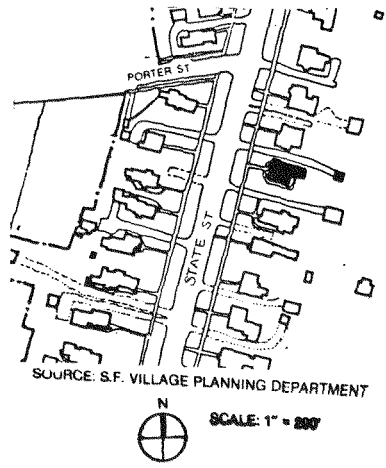 PORTER ST
STATE ST
SOURCE: S.F. VILLAGE PLANNING DEPARTMENT
N
SCALE: 1" = 200'